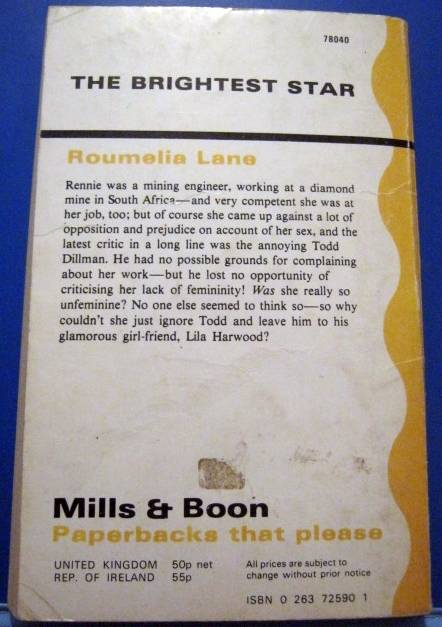 78040
THE BRIGHTEST STAR
Roumelia Lane
Rennie was a mining engineer, working at a diamond
mine in South Africa—and very competent she was at
her job, too; but of course she came up against a lot of
opposition and prejudice on account of her sex, and the
latest critic in a long line was the annoying Todd
Dillman. He had no possible grounds for complaining
about her work—but he lost no opportunity of
criticising her lack of femininity! Was she really so
unfeminine? No one else seemed to think so—so why
couldn't she just ignore Todd and leave him to his
glamorous girl-friend, Lila Harwood?
Mills & Boon
Paperbacks that please
UNITED KINGDOM 50p net
REP. OF IRELAND 55p
All prices are subject to
change without prior notice
ISBN 0 263 72590 1